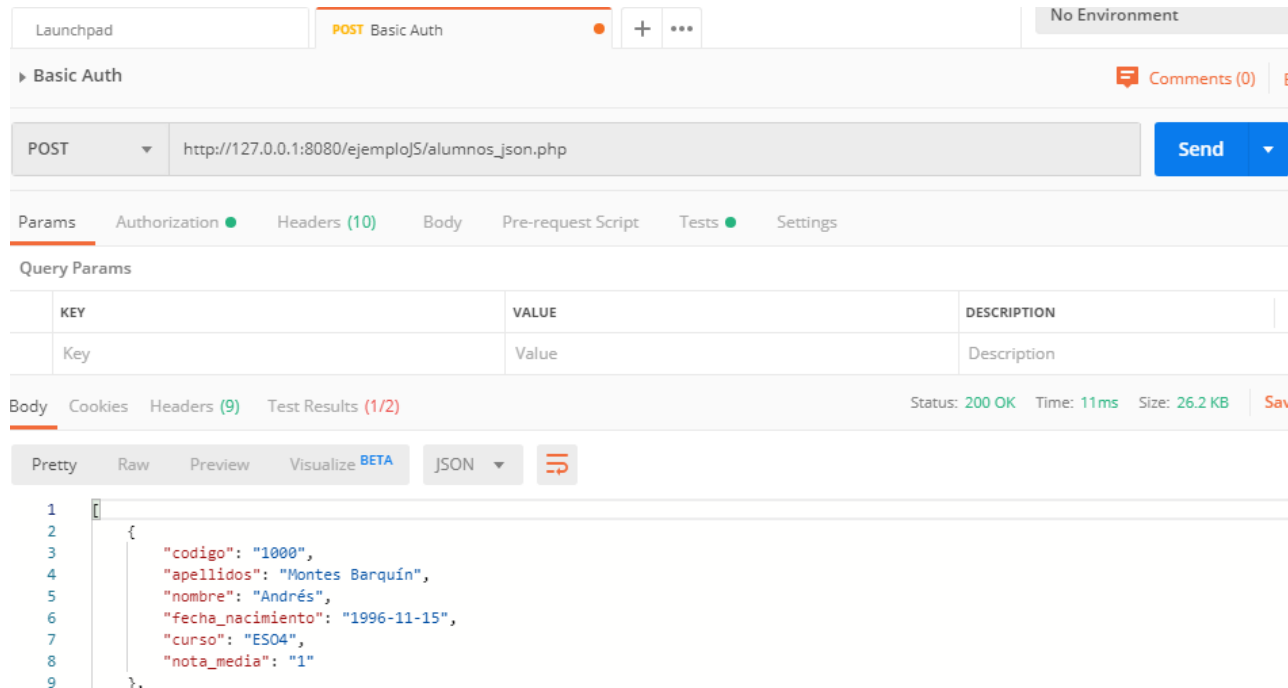 Launchpad POST Basic Auth No Environment
Basic Auth Comments (0)
POST http://127.0.0.1:8080/ejemploJS/alumnos_json.php Send
Params Authorization Headers (10) Body Pre-request Script Tests Settings
Query Params
KEY VALUE DESCRIPTION
Key Value Description
Body Cookies Headers (9) Test Results (1/2) Status: 200 OK Time: 11ms Size: 26.2 KB
Pretty Raw Preview Visualize BETA JSON
1 [
2 {
3 "codigo": "1000",
4 "apellidos": "Montes Barquín",
5 "nombre": "Andrés",
6 "fecha_nacimiento": "1996-11-15",
7 "curso": "ESO4",
8 "nota_media": "1"
9 },